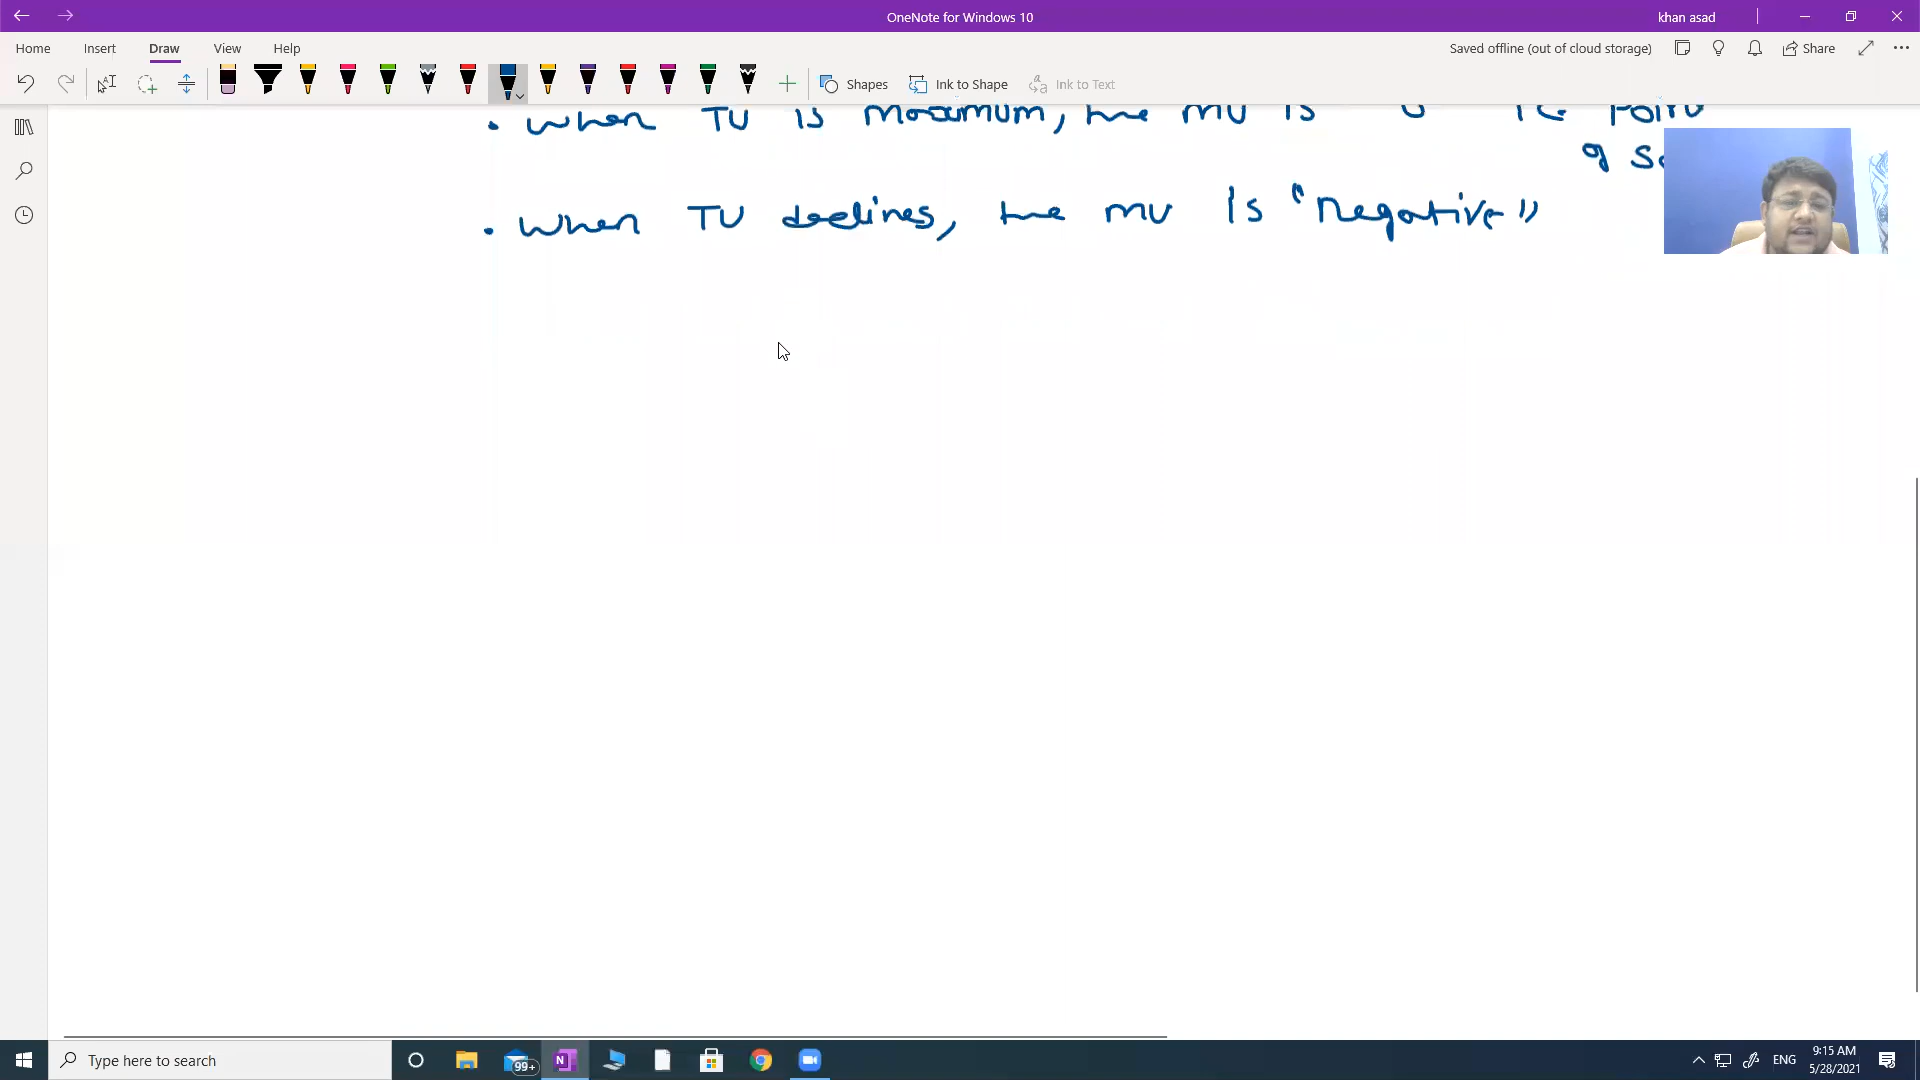 OneNote for Windows 10
khan asad
Home Insert Draw View Help
Saved offline (out of cloud storage)
Share
Shapes
Ink to Shape
Ink to Text
• When TU is maximum, the MU is
• When TU declines, the MU is "Negative"
Type here to search
99+
ENG
9:15 AM
5/28/2021